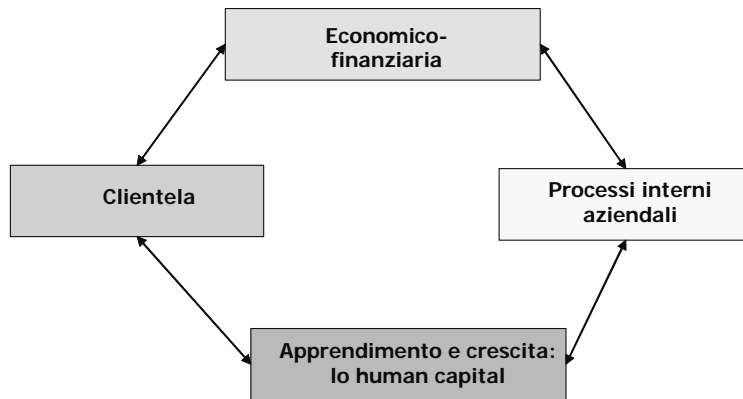 Economico-
finanziaria
Clientela
Processi interni
aziendali
Apprendimento e crescita:
lo human capital